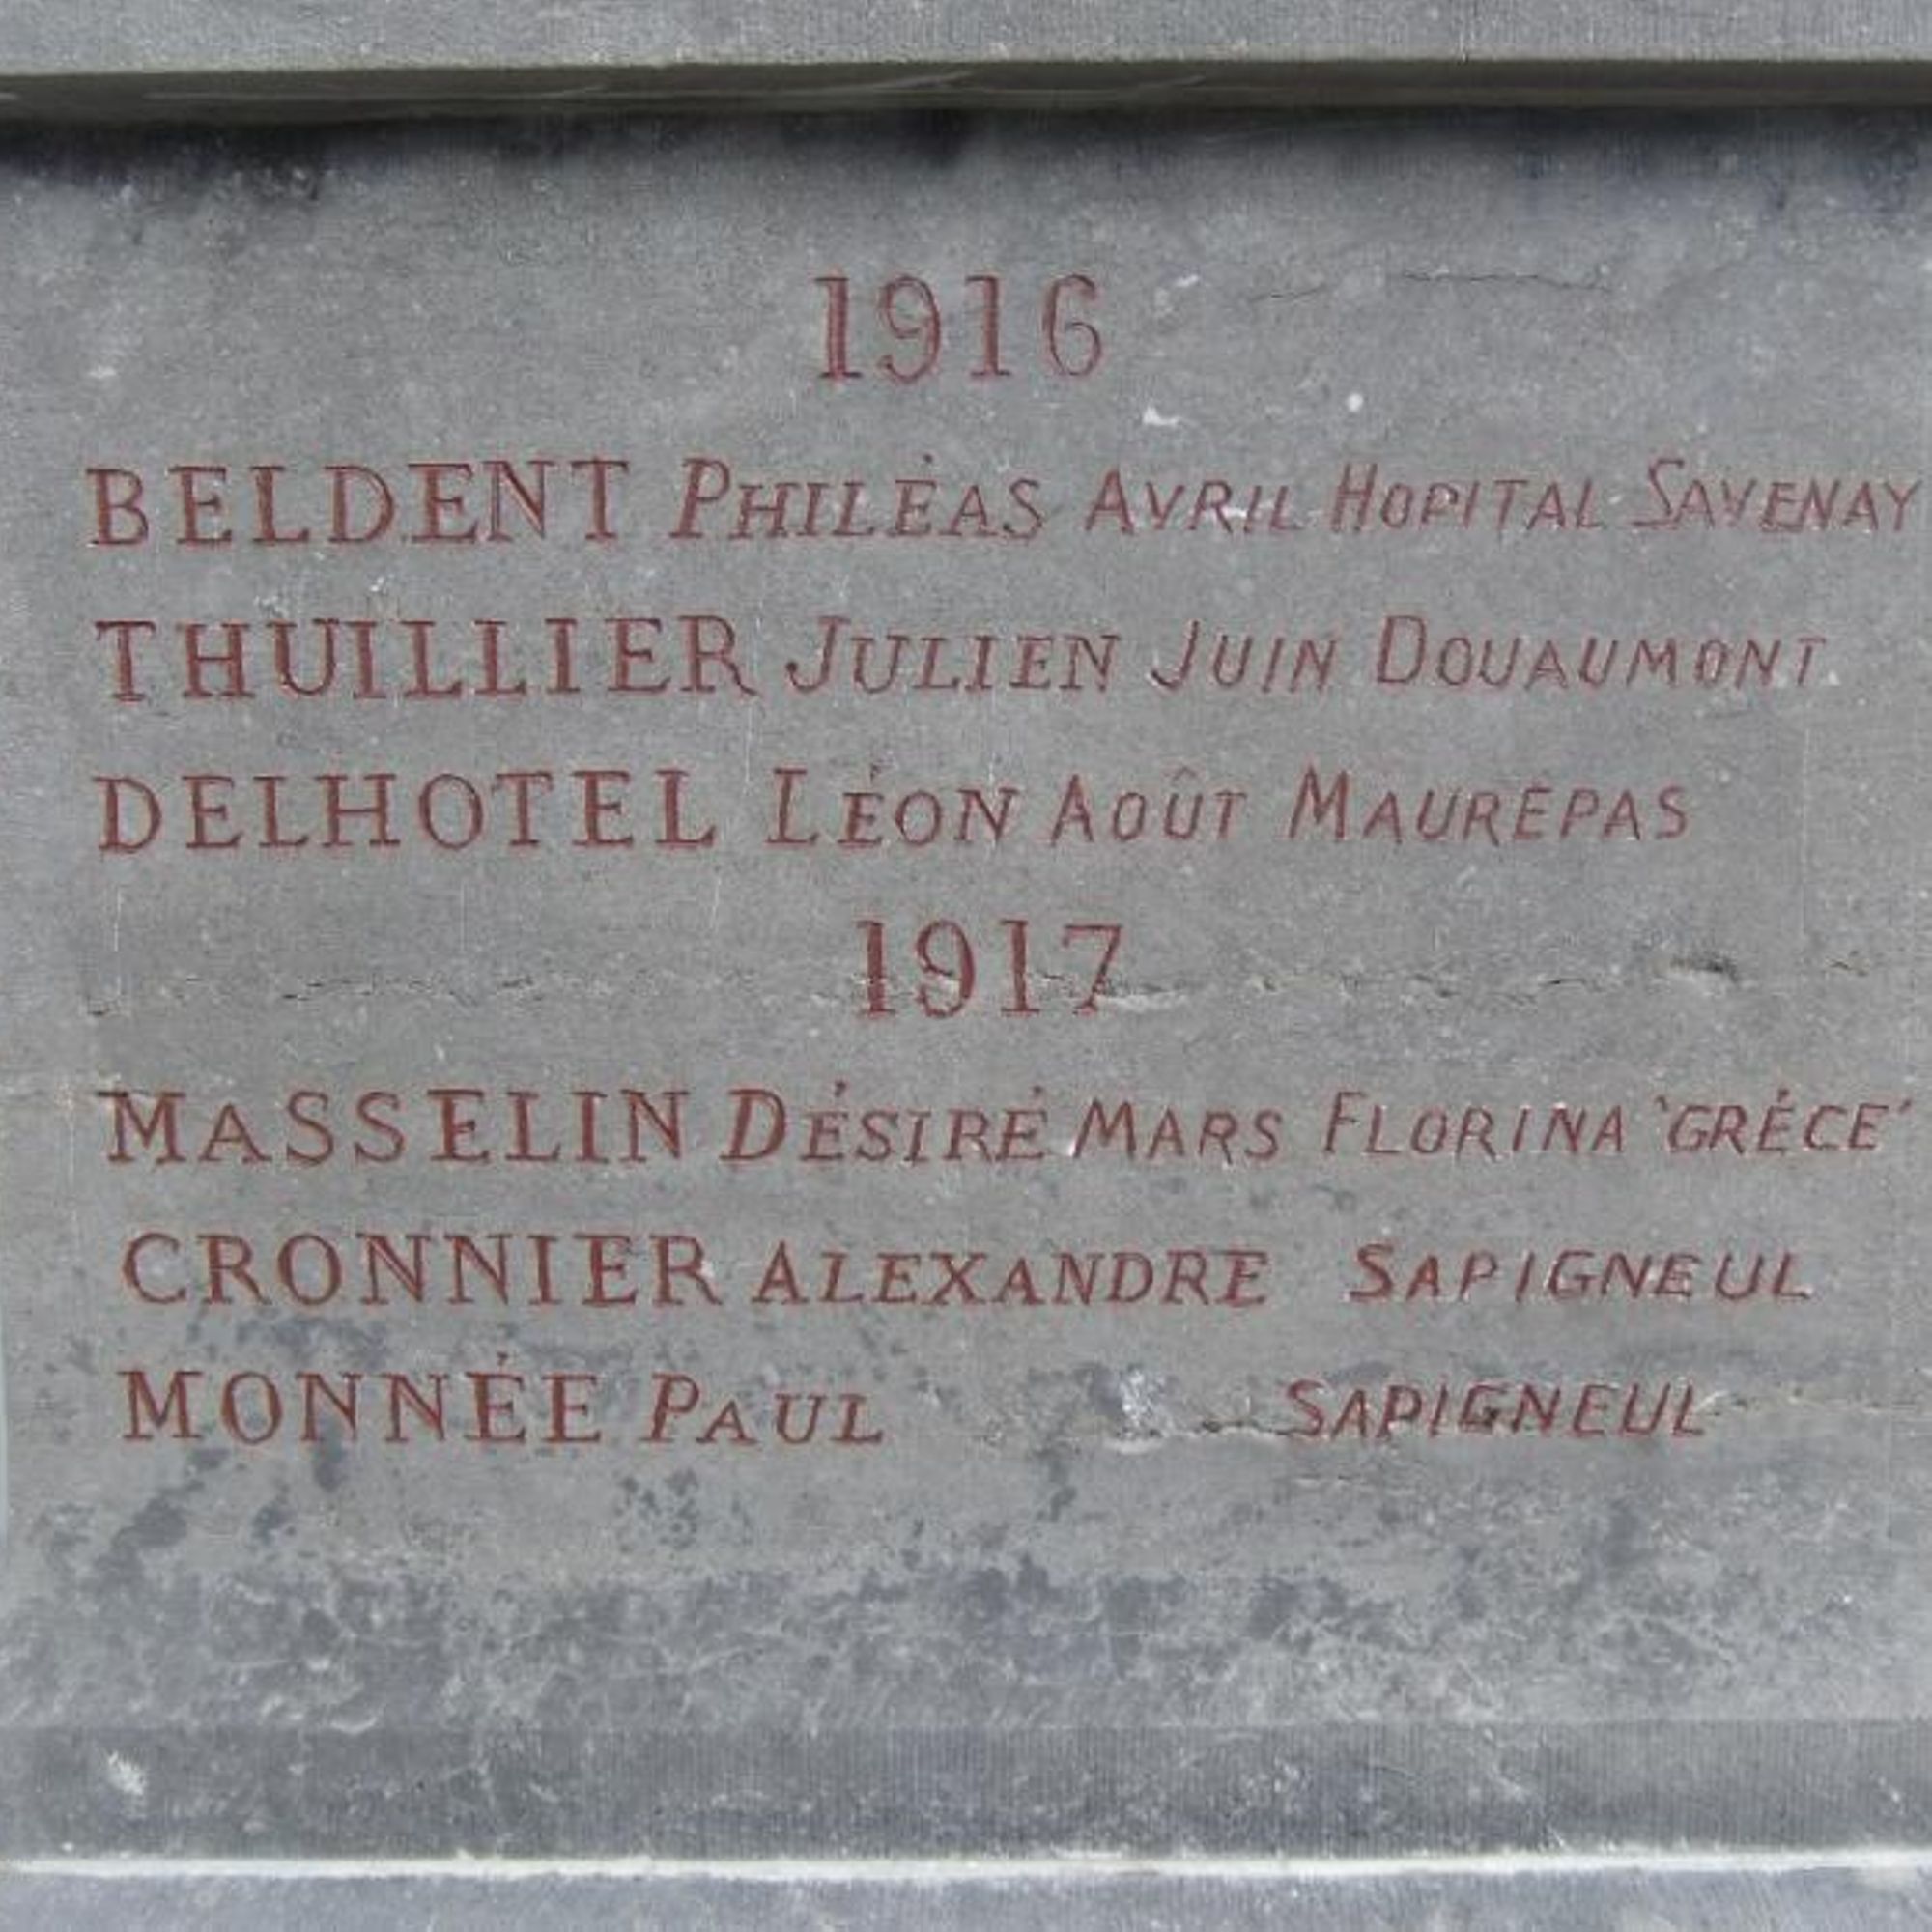 1916
BELDENT PHILÉAS AVRIL HOPITAL SAVENAY
THUILLIER JULIEN JUIN DOUAUMONT
DELHOTEL LÉON AOÛT MAUREPAS
1917
MASSELIN DÉSIRÉ MARS FLORINA 'GRÉCE'
CRONNIER ALEXANDRE SAPIGNEUL
MONNÉE PAUL SAPIGNEUL